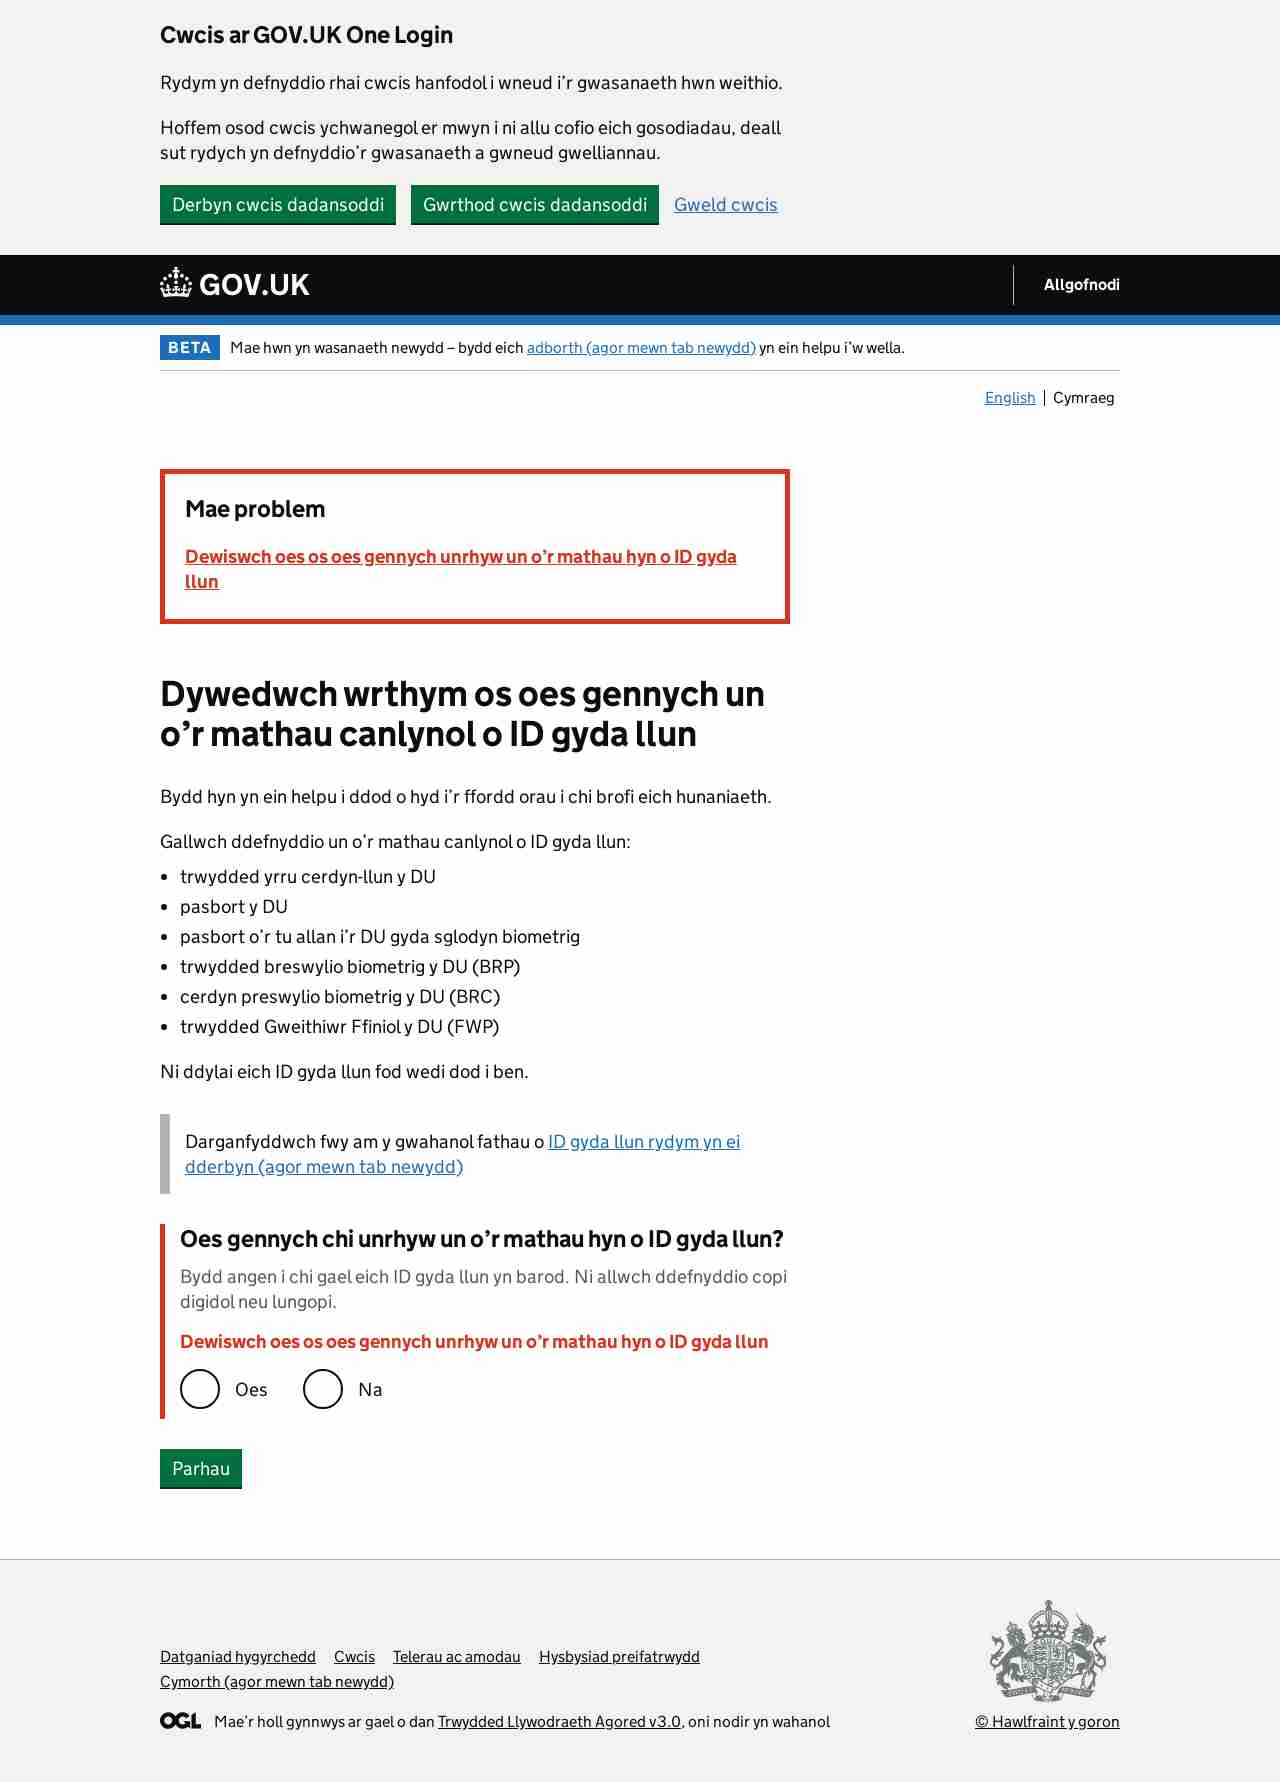 Cwcis ar GOV.UK One Login
Rydym yn defnyddio rhai cwcis hanfodol i wneud i’r gwasanaeth hwn weithio.
Hoffem osod cwcis ychwanegol er mwyn i ni allu cofio eich gosodiadau, deall
sut rydych yn defnyddio’r gwasanaeth a gwneud gwelliannau.
Derbyn cwcis dadansoddi Gwrthod cwcis dadansoddi Gweld cwcis
GOV.UK Allgofnodi
BETA Mae hwn yn wasanaeth newydd – bydd eich adborth (agor mewn tab newydd) yn ein helpu i’w wella.
English Cymraeg
Mae problem
Dewiswch oes os oes gennych unrhyw un o’r mathau hyn o ID gyda
llun
Dywedwch wrthym os oes gennych un
o’r mathau canlynol o ID gyda llun
Bydd hyn yn ein helpu i ddod o hyd i’r ffordd orau i chi brofi eich hunaniaeth.
Gallwch ddefnyddio un o’r mathau canlynol o ID gyda llun:
• trwydded yrru cerdyn-llun y DU
• pasbort y DU
• pasbort o’r tu allan i’r DU gyda sglodyn biometrig
• trwydded breswylio biometrig y DU (BRP)
• cerdyn preswylio biometrig y DU (BRC)
• trwydded Gweithiwr Ffiniol y DU (FWP)
Ni ddylai eich ID gyda llun fod wedi dod i ben.
Darganfyddwch fwy am y gwahanol fathau o ID gyda llun rydym yn ei
dderbyn (agor mewn tab newydd)
Oes gennych chi unrhyw un o’r mathau hyn o ID gyda llun?
Bydd angen i chi gael eich ID gyda llun yn barod. Ni allwch ddefnyddio copi
digidol neu lungopi.
Dewiswch oes os oes gennych unrhyw un o’r mathau hyn o ID gyda llun
Oes Na
Parhau
Datganiad hygyrchedd Cwcis Telerau ac amodau Hysbysiad preifatrwydd
Cymorth (agor mewn tab newydd)
OGL Mae’r holl gynnwys ar gael o dan Trwydded Llywodraeth Agored v3.0, oni nodir yn wahanol
© Hawlfraint y goron